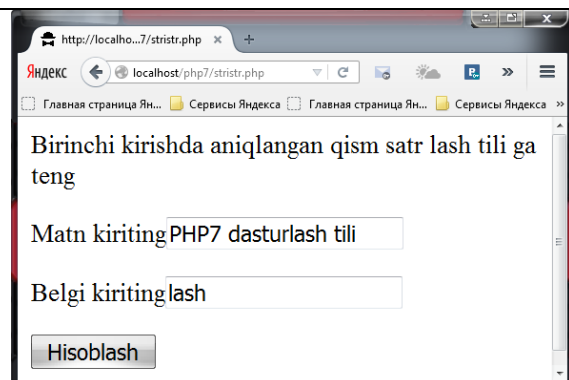 http://localho...7/stristr.php
ЯНДЕКС localhost/php7/stristr.php
Главная страница Ян... Сервисы Яндекса Главная страница Ян... Сервисы Яндекса »
Birinchi kirishda aniqlangan qism satr lash tili ga
teng
Matn kiriting PHP7 dasturlash tili
Belgi kiriting lash
Hisoblash